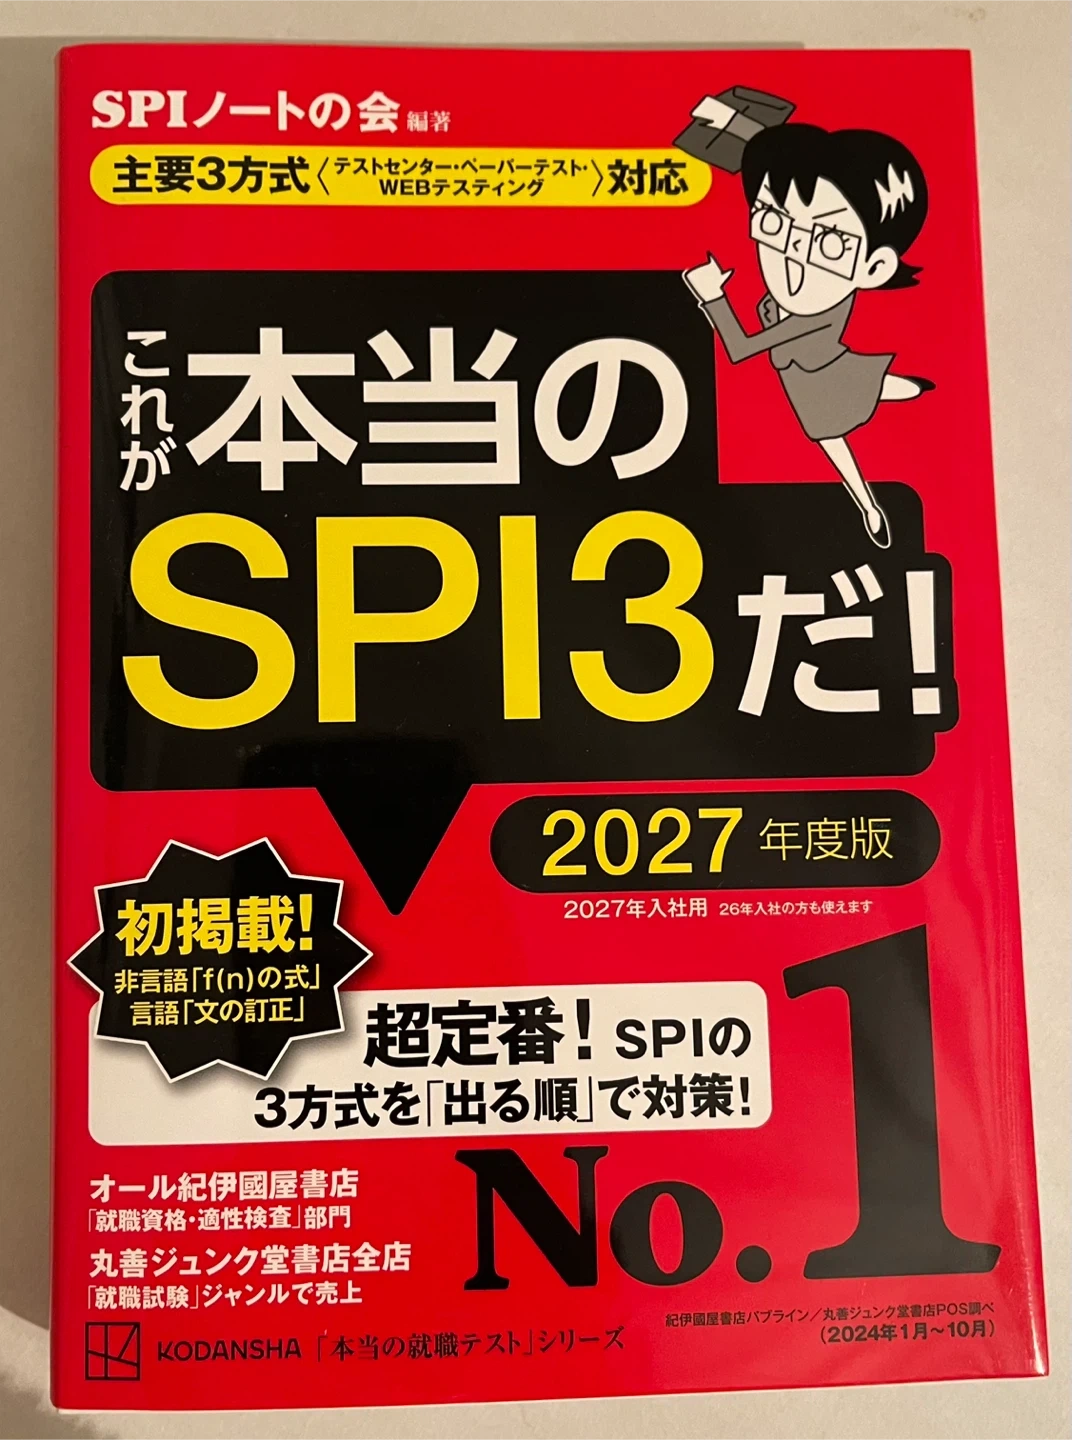 SPIノートの会 編著
主要3方式〈テストセンター・ペーパーテスト・
WEBテスティング〉対応
これが
本当の
SPI3だ!
2027年度版
2027年入社用 26年入社の方も使えます
初掲載!
非言語「f(n)の式」
言語「文の訂正」
超定番! SPIの
3方式を「出る順」で対策!
オール紀伊國屋書店
「就職資格・適性検査」部門
丸善ジュンク堂書店全店
「就職試験」ジャンルで売上
No.1
紀伊國屋書店パブライン/丸善ジュンク堂書店POS調べ
(2024年1月~10月)
KODANSHA 「本当の就職テスト」シリーズ